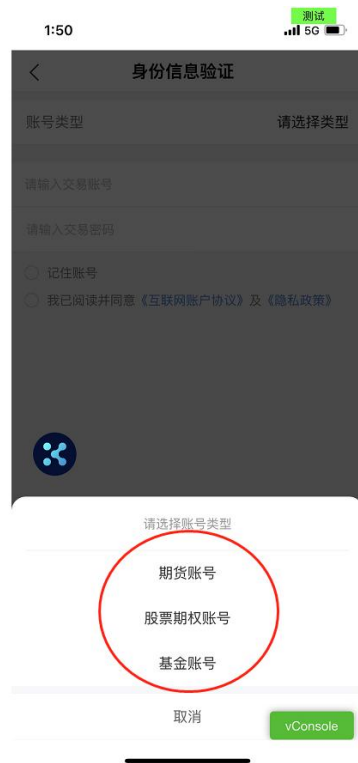 测试
1:50 5G
身份信息验证
账号类型 请选择类型
请输入交易账号
请输入交易密码
记住账号
我已阅读并同意《互联网账户协议》及《隐私政策》
请选择账号类型
期货账号
股票期权账号
基金账号
取消
vConsole